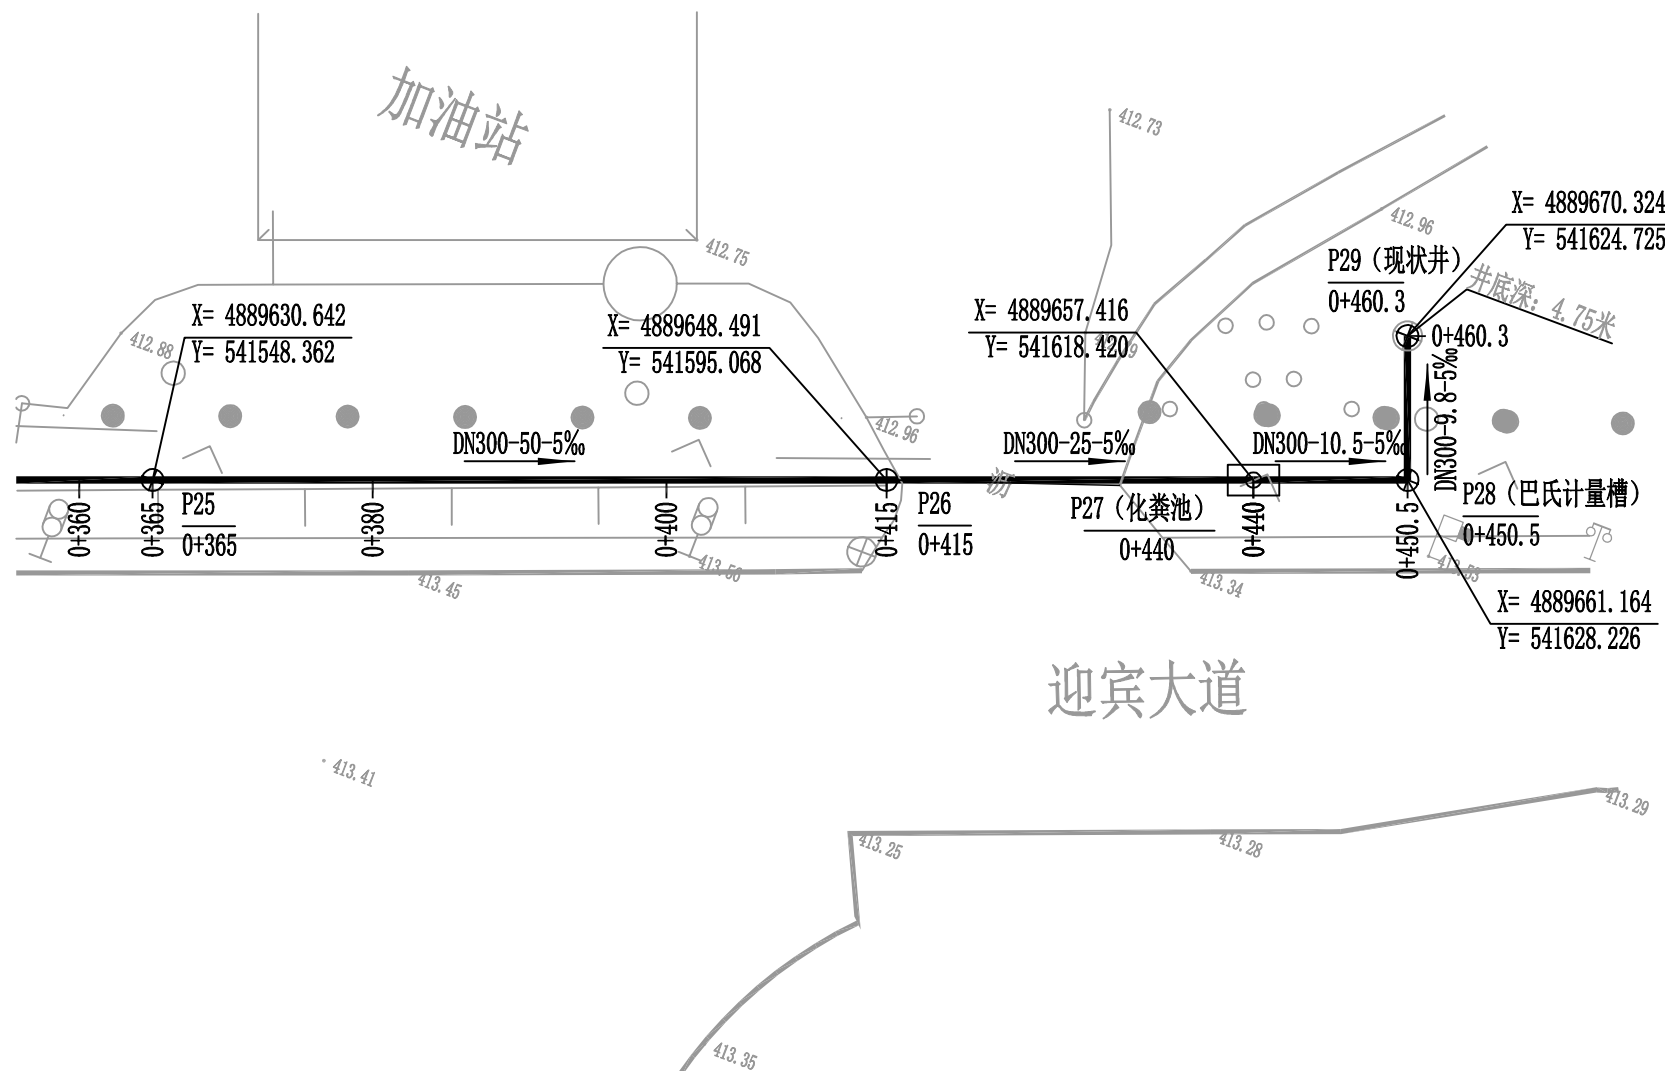 加油站
412.73
X= 4889670.324
Y= 541624.725
412.96
412.75
P29（现状井）
0+460.3
井底深: 4.75米
X= 4889630.642
Y= 541548.362
X= 4889648.491
Y= 541595.068
X= 4889657.416
Y= 541618.420
0+460.3
412.88
412.96
DN300-50-5‰
DN300-25-5‰
DN300-10.5-5‰
DN300-9.8-5‰
沥
P25
0+365
P26
0+415
P27（化粪池）
0+440
P28（巴氏计量槽）
0+450.5
0+360
0+365
0+380
0+400
0+415
0+440
0+450.5
413.45
413.56
413.34
X= 4889661.164
Y= 541628.226
迎宾大道
413.41
413.25
413.28
413.29
413.35